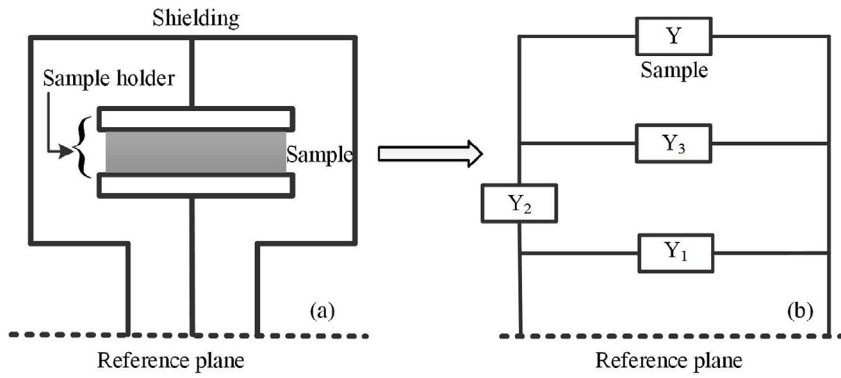 Shielding
Sample holder
Sample
(a)
Reference plane
Y
Sample
Y₃
Y₂
Y₁
(b)
Reference plane